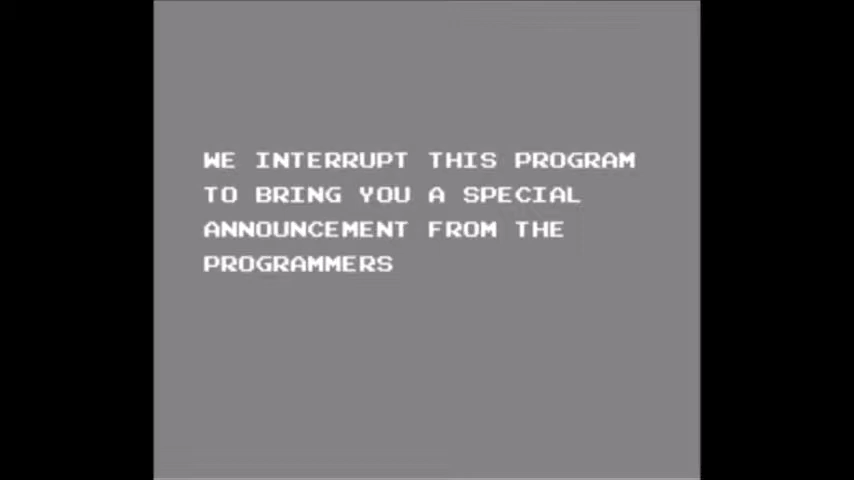 WE INTERRUPT THIS PROGRAM
TO BRING YOU A SPECIAL
ANNOUNCEMENT FROM THE
PROGRAMMERS